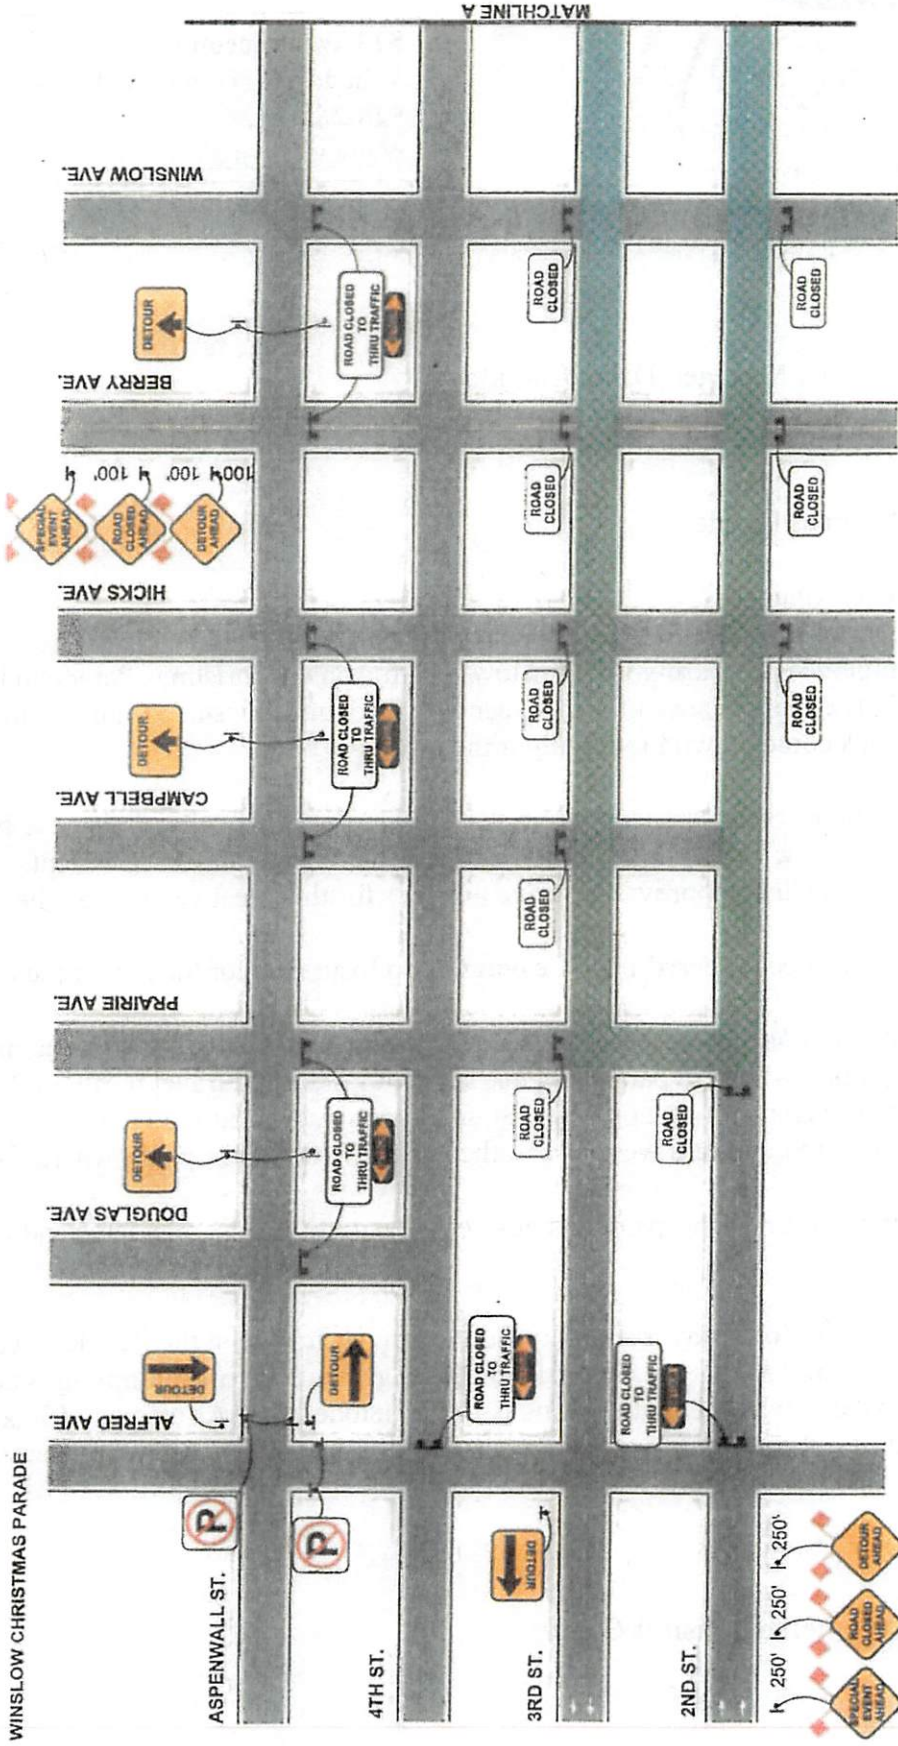 WINSLOW CHRISTMAS PARADE
MATCHLINE A
WINSLOW AVE.
BERRY AVE.
HICKS AVE.
CAMPBELL AVE.
PRAIRIE AVE.
DOUGLAS AVE.
ALFRED AVE.
ASPENWALL ST.
4TH ST.
3RD ST.
2ND ST.
DETOUR
ROAD CLOSED
TO
THRU TRAFFIC
ROAD
CLOSED
ROAD
CLOSED
SPECIAL
EVENT
AHEAD
ROAD
CLOSED
AHEAD
DETOUR
AHEAD
100'
100'
100'
ROAD
CLOSED
ROAD
CLOSED
DETOUR
ROAD CLOSED
TO
THRU TRAFFIC
ROAD
CLOSED
ROAD
CLOSED
ROAD
CLOSED
DETOUR
ROAD CLOSED
TO
THRU TRAFFIC
ROAD
CLOSED
ROAD
CLOSED
DETOUR
DETOUR
ROAD CLOSED
TO
THRU TRAFFIC
ROAD CLOSED
TO
THRU TRAFFIC
P
P
DETOUR
250'
250'
250'
SPECIAL
EVENT
AHEAD
ROAD
CLOSED
AHEAD
DETOUR
AHEAD